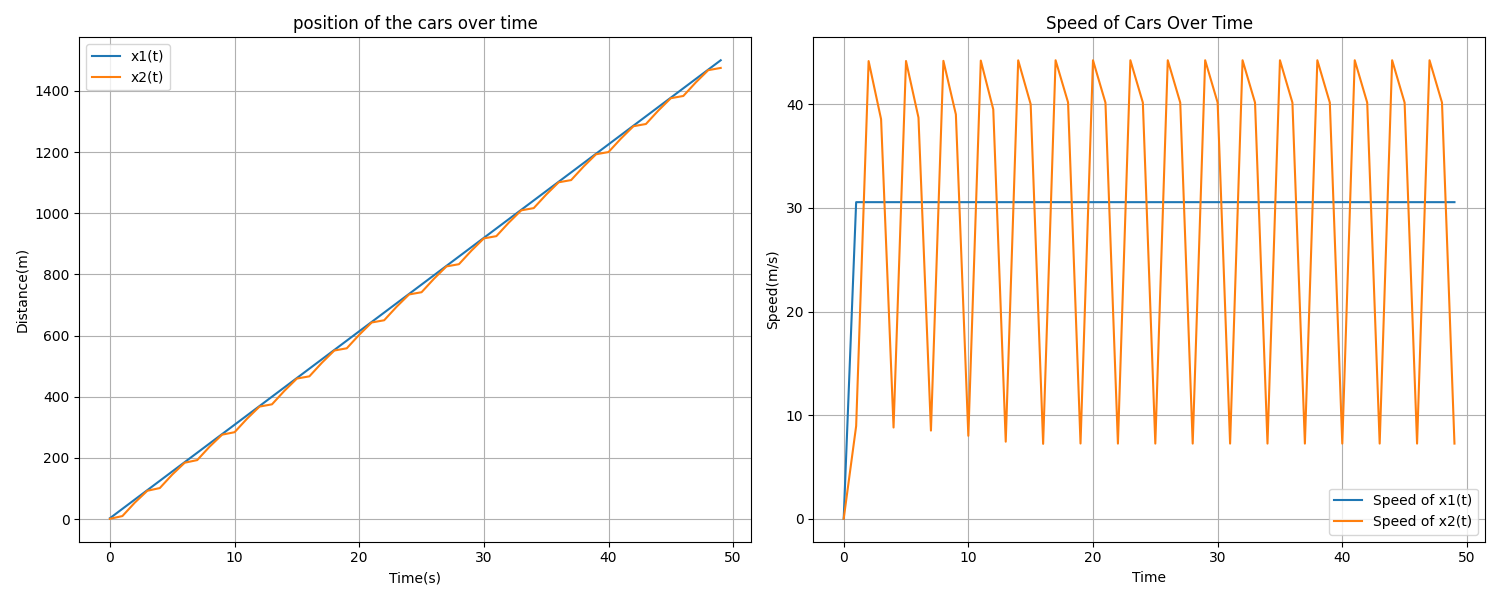 position of the cars over time
x1(t)
x2(t)
Distance(m)
1400
1200
1000
800
600
400
200
0
0 10 20 30 40 50
Time(s)
Speed of Cars Over Time
Speed(m/s)
40
30
20
10
0
Speed of x1(t)
Speed of x2(t)
0 10 20 30 40 50
Time